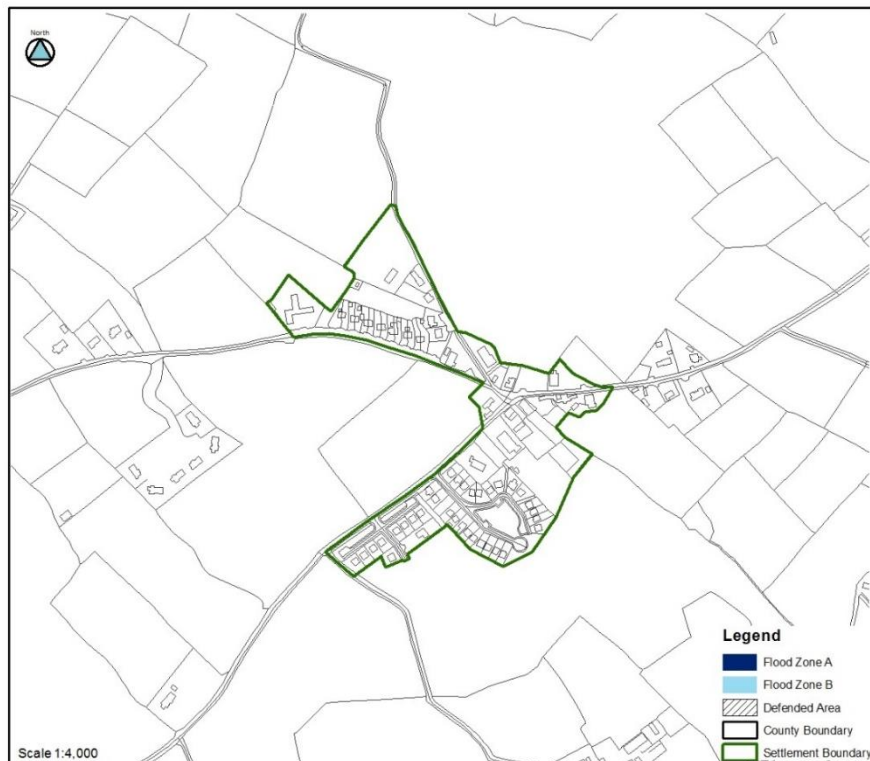 North
Legend
Flood Zone A
Flood Zone B
Defended Area
County Boundary
Settlement Boundary
Scale 1:4,000